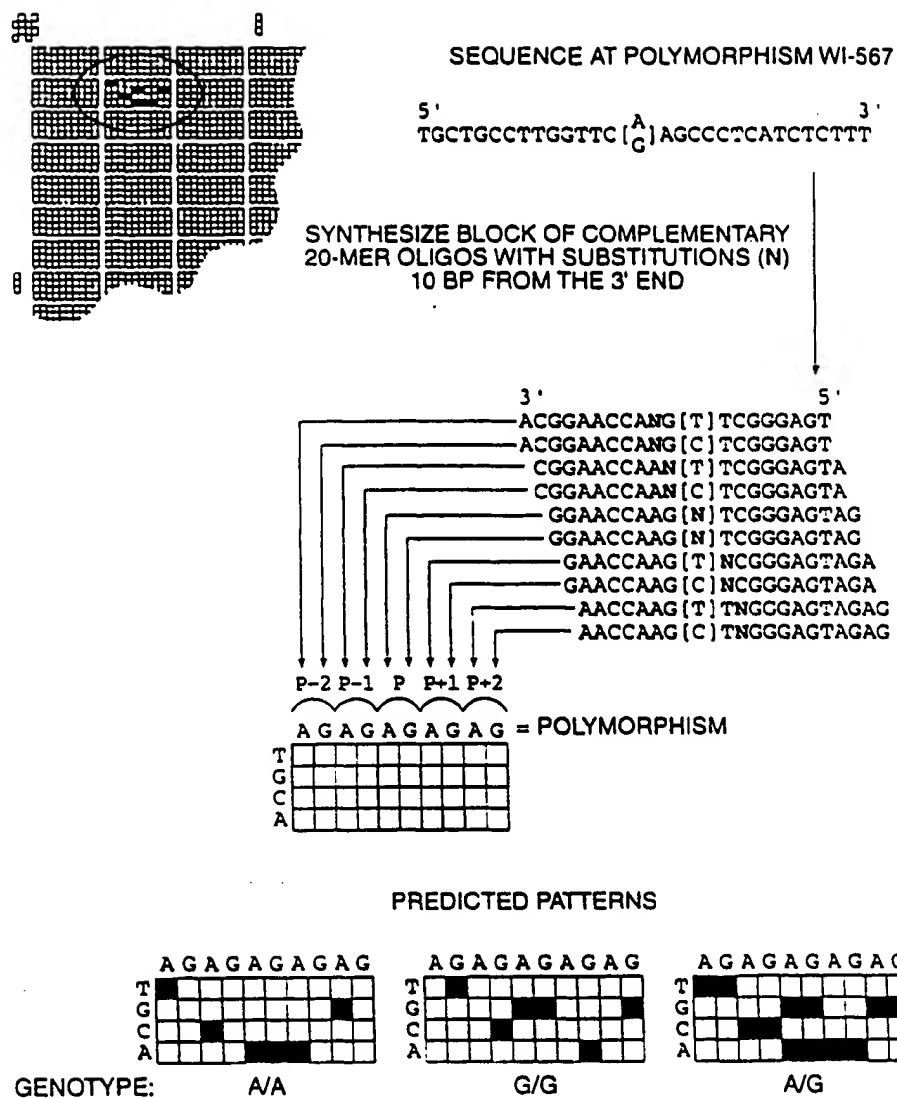 SEQUENCE AT POLYMORPHISM WI-567
5' 3'
TGCTGCCTTGGTTC[A/G]AGCCCTCATCTCTTT
SYNTHESIZE BLOCK OF COMPLEMENTARY
20-MER OLIGOS WITH SUBSTITUTIONS (N)
10 BP FROM THE 3' END
3' 5'
ACGGAACCANG[T]TCGGGAGT
ACGGAACCANG[C]TCGGGAGT
CGGAACCAAN[T]TCGGGAGTA
CGGAACCAAN[C]TCGGGAGTA
GGAACCAAG[N]TCGGGAGTAG
GGAACCAAG[N]TCGGGAGTAG
GAACCAAG[T]NCGGGAGTAGA
GAACCAAG[C]NCGGGAGTAGA
AACCAAG[T]TNGGGAGTAGAG
AACCAAG[C]TNGGGAGTAGAG
P-2 P-1 P P+1 P+2
A G A G A G A G A G = POLYMORPHISM
T
G
C
A
PREDICTED PATTERNS
A G A G A G A G A G A G A G A G A G A G A G A G A G A G A G
T T T
G G G
C C C
A A A
GENOTYPE: A/A G/G A/G